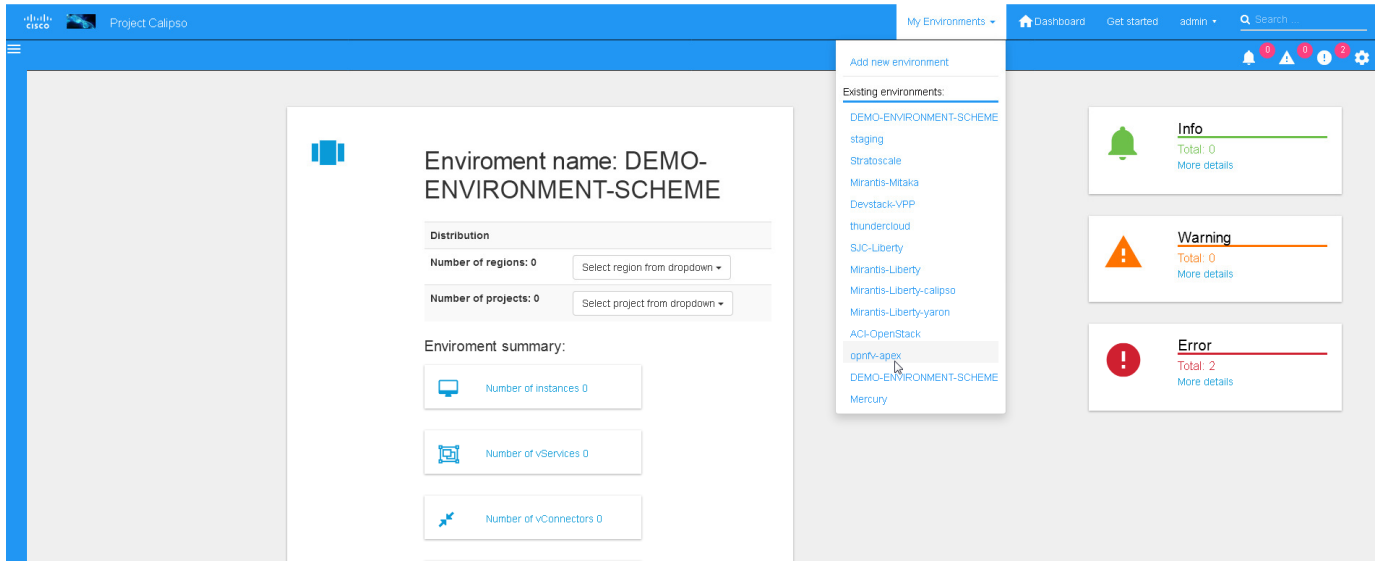 cisco
Project Calipso
My Environments
Dashboard
Get started
admin
Search ...
0
0
2
Add new environment
Existing environments:
DEMO-ENVIRONMENT-SCHEME
staging
Stratoscale
Mirantis-Mitaka
Devstack-VPP
thundercloud
SJC-Liberty
Mirantis-Liberty
Mirantis-Liberty-calipso
Mirantis-Liberty-yaron
ACI-OpenStack
opnfv-apex
DEMO-ENVIRONMENT-SCHEME
Mercury
Enviroment name: DEMO-
ENVIRONMENT-SCHEME
Distribution
Number of regions: 0
Select region from dropdown
Number of projects: 0
Select project from dropdown
Enviroment summary:
Number of instances 0
Number of vServices 0
Number of vConnectors 0
Info
Total: 0
More details
Warning
Total: 0
More details
Error
Total: 2
More details